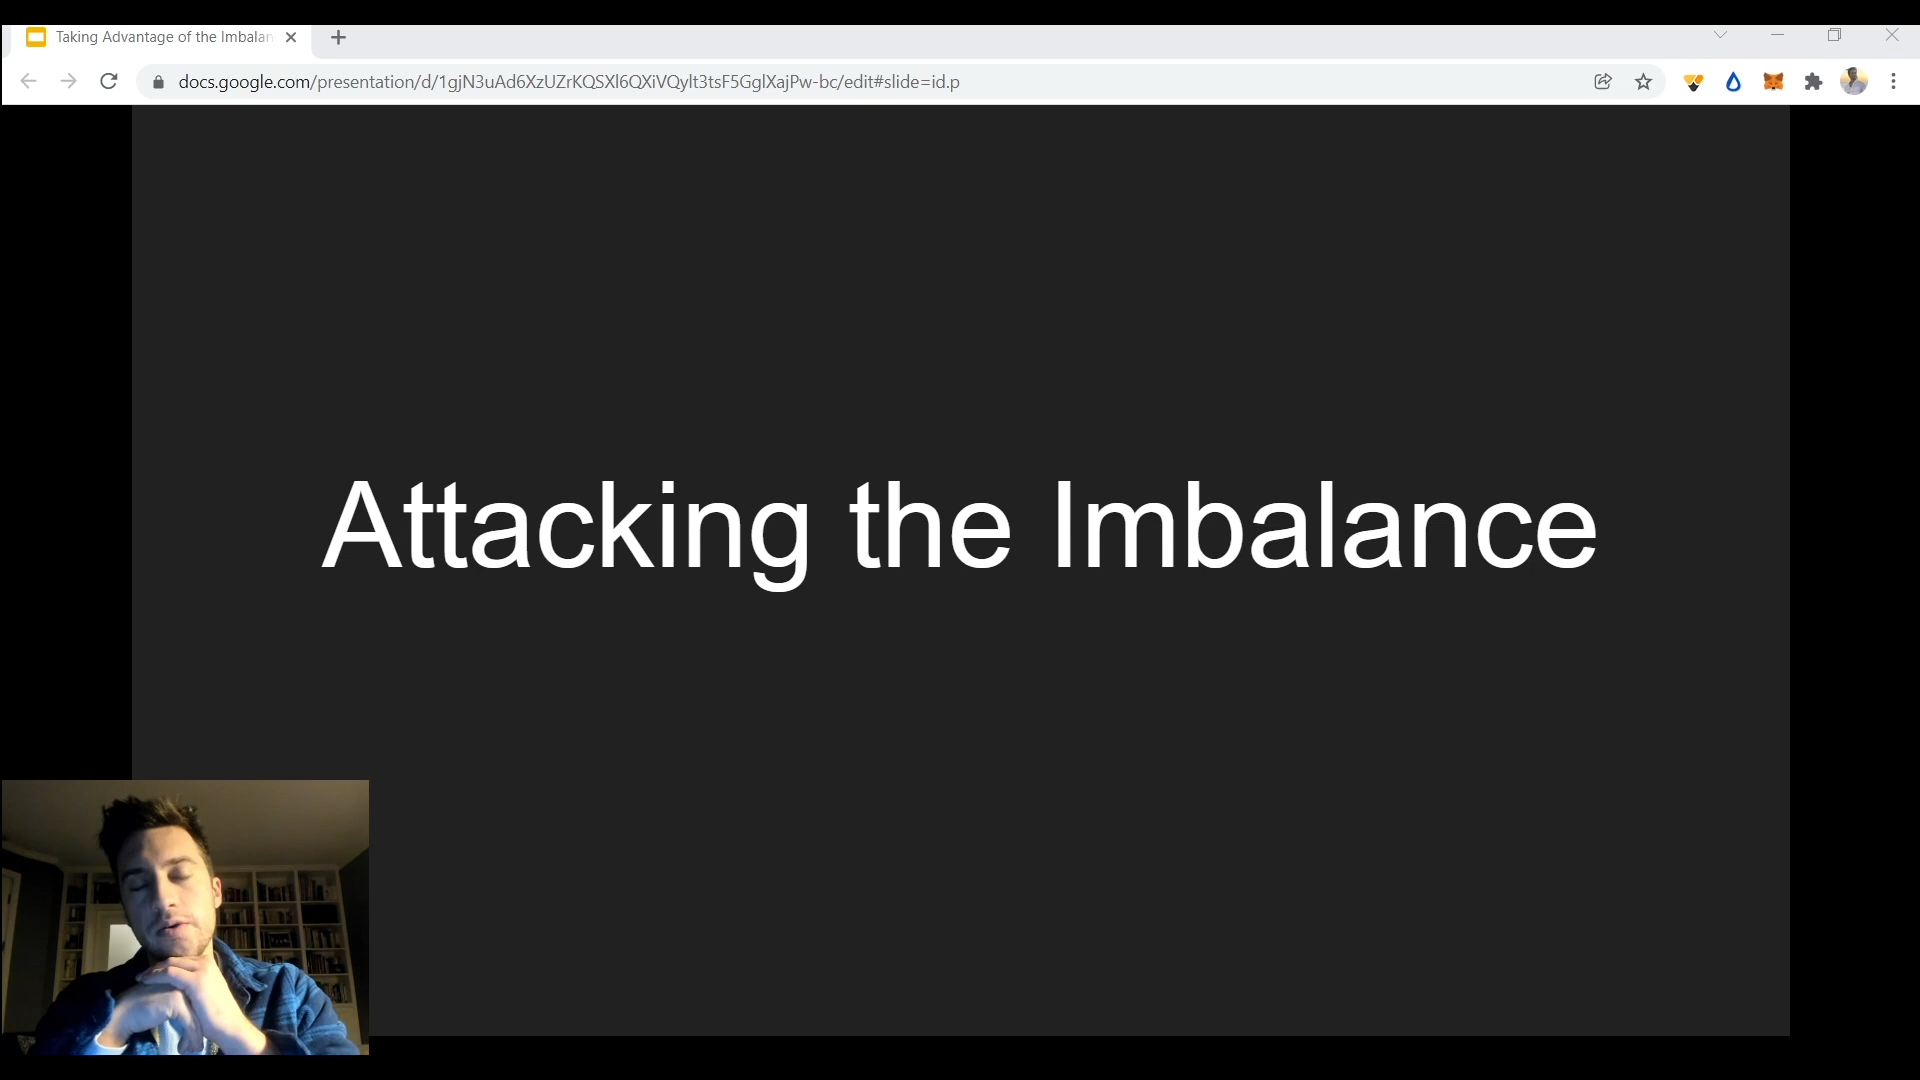 Taking Advantage of the Imbalan
docs.google.com/presentation/d/1gjN3uAd6XzUZrKQSXl6QXiVQylt3tsF5GglXajPw-bc/edit#slide=id.p
Attacking the Imbalance